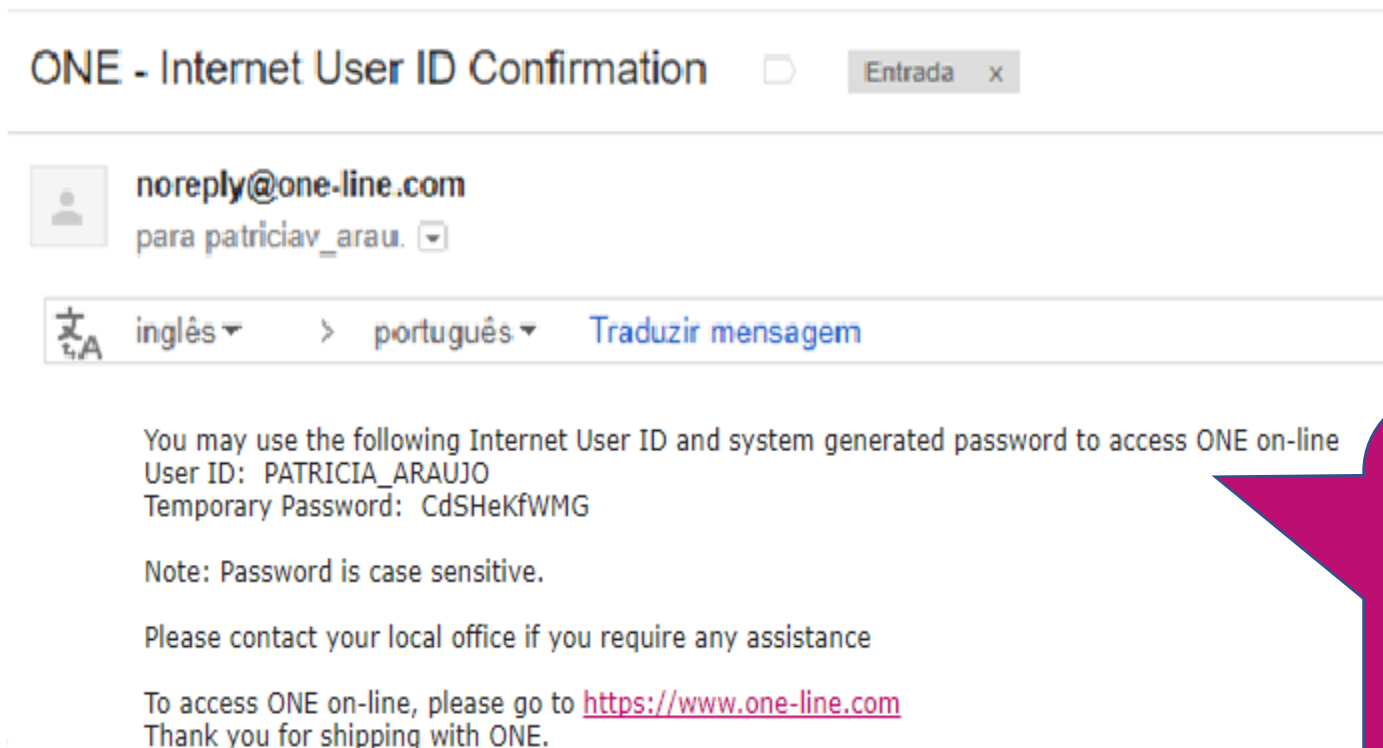 ONE - Internet User ID Confirmation Entrada x
noreply@one-line.com
para patriciav_arau.
inglês > português Traduzir mensagem
You may use the following Internet User ID and system generated password to access ONE on-line
User ID: PATRICIA_ARAUJO
Temporary Password: CdSHeKfWMG
Note: Password is case sensitive.
Please contact your local office if you require any assistance
To access ONE on-line, please go to https://www.one-line.com
Thank you for shipping with ONE.